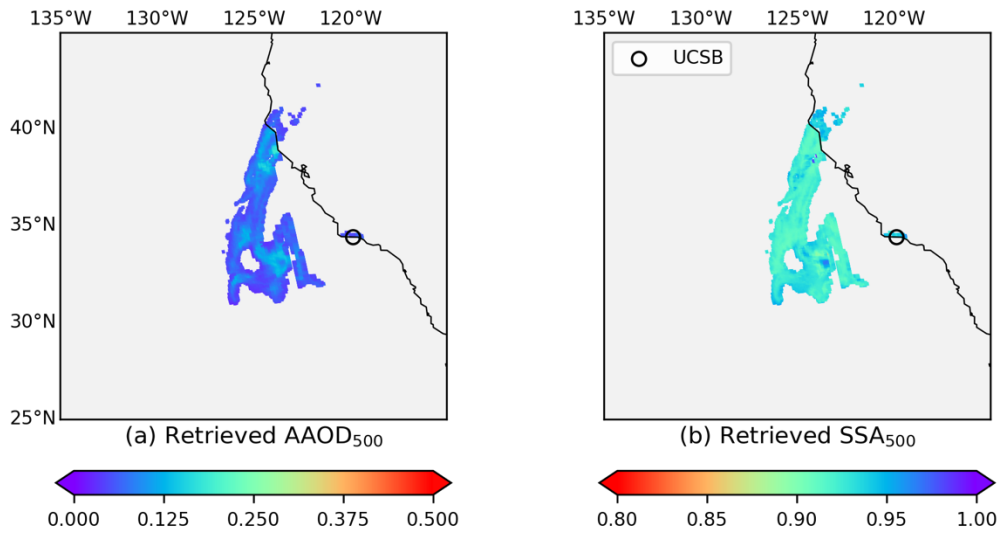 135°W 130°W 125°W 120°W
135°W 130°W 125°W 120°W
UCSB
40°N
35°N
30°N
25°N
(a) Retrieved AAOD₅₀₀
(b) Retrieved SSA₅₀₀
0.000 0.125 0.250 0.375 0.500
0.80 0.85 0.90 0.95 1.00